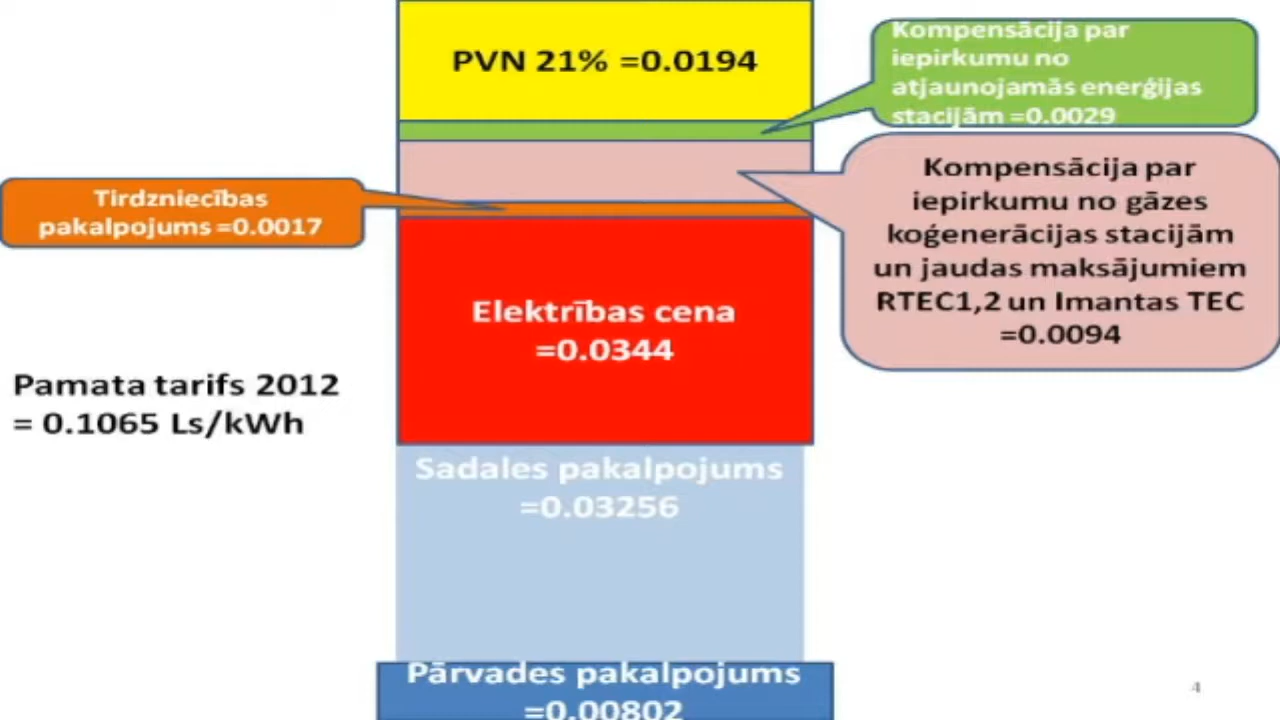 PVN 21% =0.0194
Kompensācija par
iepirkumu no
atjaunojamās enerģijas
stacijām =0.0029
Kompensācija par
iepirkumu no gāzes
koģenerācijas stacijām
un jaudas maksājumiem
RTEC1,2 un Imantas TEC
=0.0094
Tirdzniecības
pakalpojums =0.0017
Elektrības cena
=0.0344
Pamata tarifs 2012
= 0.1065 Ls/kWh
Sadales pakalpojums
=0.03256
Pārvades pakalpojums
=0.00802
4